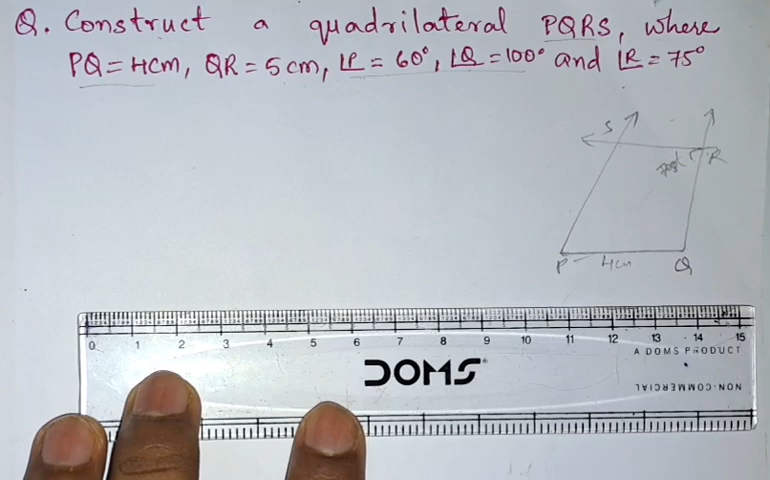 Q. Construct a quadrilateral PQRS, where
PQ = 4cm, QR = 5cm, ∠P = 60°, ∠Q = 100° and ∠R = 75°
S
R
P 4cm Q
0 1 2 3 4 5 6 7 8 9 10 11 12 13 14 15
A DOMS PRODUCT
DOMS
NON-COMMERCIAL